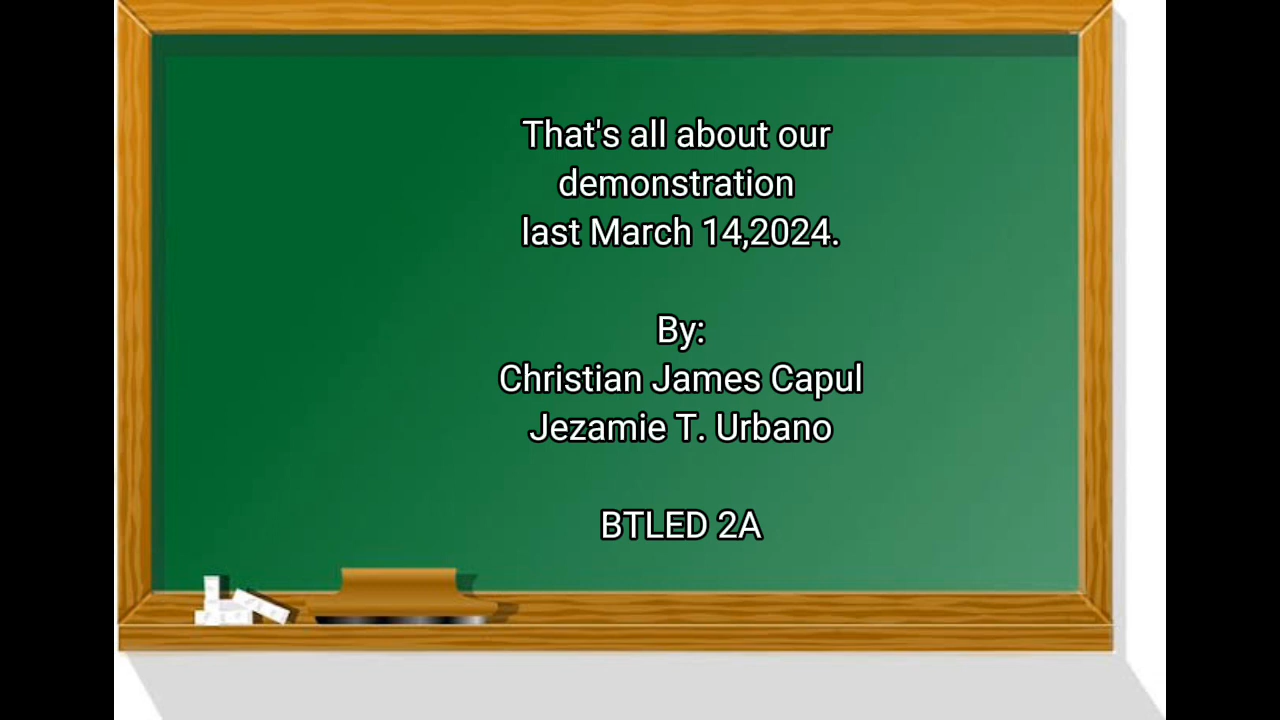 That's all about our
demonstration
last March 14,2024.
By:
Christian James Capul
Jezamie T. Urbano
BTLED 2A